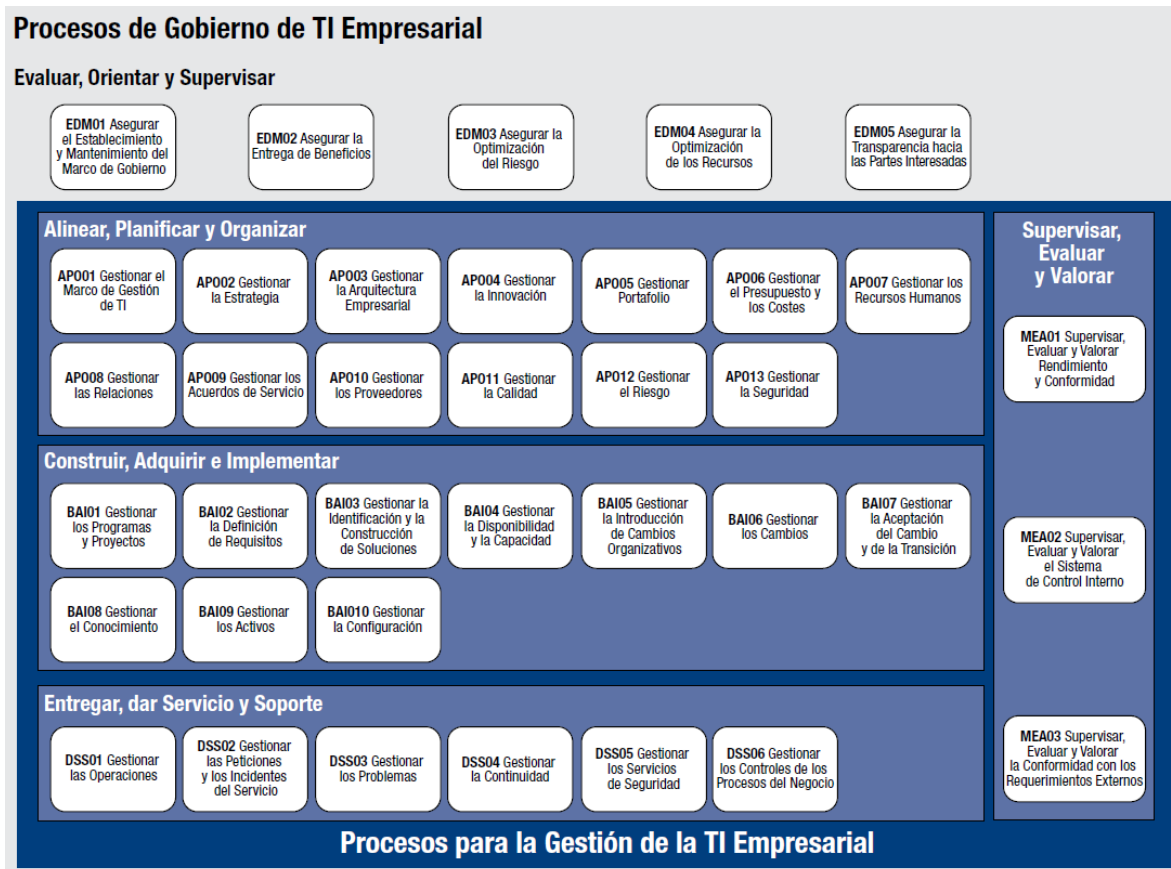 Procesos de Gobierno de TI Empresarial
Evaluar, Orientar y Supervisar
EDM01 Asegurar
el Establecimiento
y Mantenimiento del
Marco de Gobierno
EDM02 Asegurar la
Entrega de Beneficios
EDM03 Asegurar la
Optimización
del Riesgo
EDM04 Asegurar la
Optimización
de los Recursos
EDM05 Asegurar la
Transparencia hacia
las Partes Interesadas
Alinear, Planificar y Organizar
APO01 Gestionar el
Marco de Gestión
de TI
APO02 Gestionar
la Estrategia
APO03 Gestionar
la Arquitectura
Empresarial
APO04 Gestionar
la Innovación
APO05 Gestionar
Portafolio
APO06 Gestionar
el Presupuesto y
los Costes
APO07 Gestionar los
Recursos Humanos
APO08 Gestionar
las Relaciones
APO09 Gestionar los
Acuerdos de Servicio
APO10 Gestionar
los Proveedores
APO11 Gestionar
la Calidad
APO12 Gestionar
el Riesgo
APO13 Gestionar
la Seguridad
Construir, Adquirir e Implementar
BAI01 Gestionar
los Programas
y Proyectos
BAI02 Gestionar
la Definición
de Requisitos
BAI03 Gestionar la
Identificación y la
Construcción
de Soluciones
BAI04 Gestionar
la Disponibilidad
y la Capacidad
BAI05 Gestionar
la Introducción
de Cambios
Organizativos
BAI06 Gestionar
los Cambios
BAI07 Gestionar
la Aceptación
del Cambio
y de la Transición
BAI08 Gestionar
el Conocimiento
BAI09 Gestionar
los Activos
BAI010 Gestionar
la Configuración
Entregar, dar Servicio y Soporte
DSS01 Gestionar
las Operaciones
DSS02 Gestionar
las Peticiones
y los Incidentes
del Servicio
DSS03 Gestionar
los Problemas
DSS04 Gestionar
la Continuidad
DSS05 Gestionar
los Servicios
de Seguridad
DSS06 Gestionar
los Controles de los
Procesos del Negocio
Supervisar,
Evaluar
y Valorar
MEA01 Supervisar,
Evaluar y Valorar
Rendimiento
y Conformidad
MEA02 Supervisar,
Evaluar y Valorar
el Sistema
de Control Interno
MEA03 Supervisar,
Evaluar y Valorar
la Conformidad con los
Requerimientos Externos
Procesos para la Gestión de la TI Empresarial